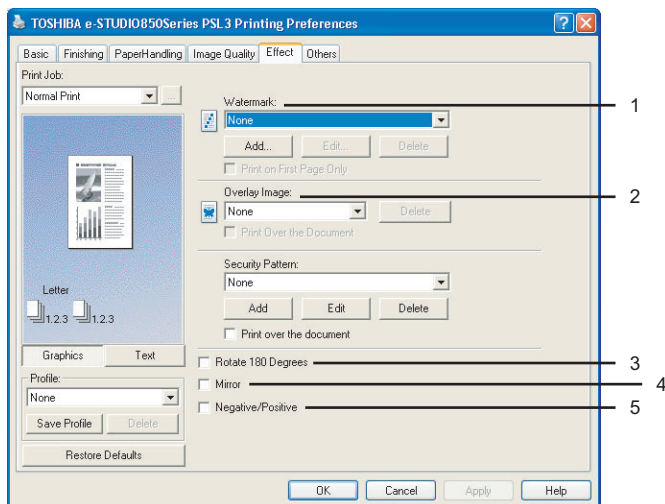 TOSHIBA e-STUDIO850Series PSL3 Printing Preferences
Basic Finishing PaperHandling Image Quality Effect Others
Print Job:
Normal Print ...
Letter
1.2.3 1.2.3
Graphics Text
Profile:
None
Save Profile Delete
Restore Defaults
Watermark: 1
None
Add... Edit... Delete
Print on First Page Only
Overlay Image: 2
None Delete
Print Over the Document
Security Pattern:
None
Add Edit Delete
Print over the document
Rotate 180 Degrees 3
Mirror 4
Negative/Positive 5
OK Cancel Apply Help